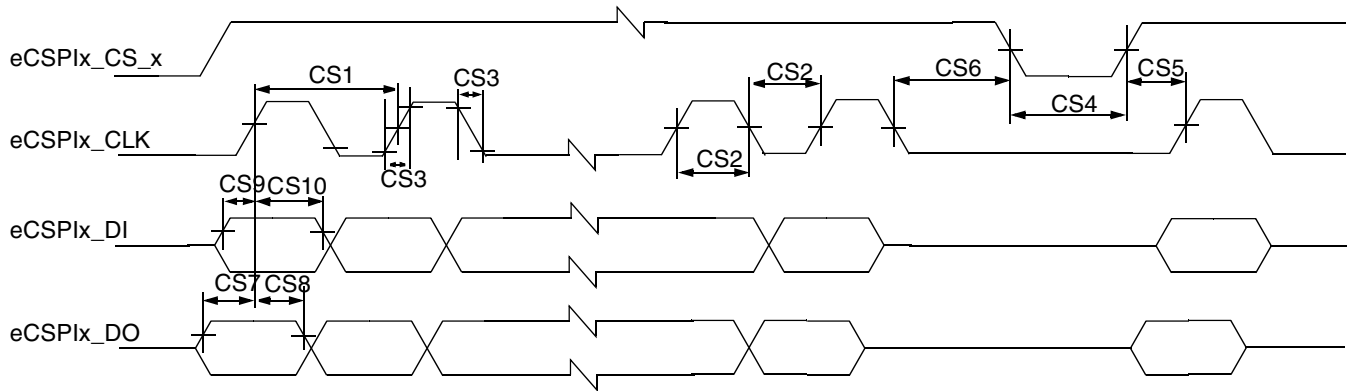 eCSPIx_CS_x
CS1
CS3
CS2
CS6
CS5
CS4
eCSPIx_CLK
CS3
CS2
CS9
CS10
eCSPIx_DI
CS7
CS8
eCSPIx_DO